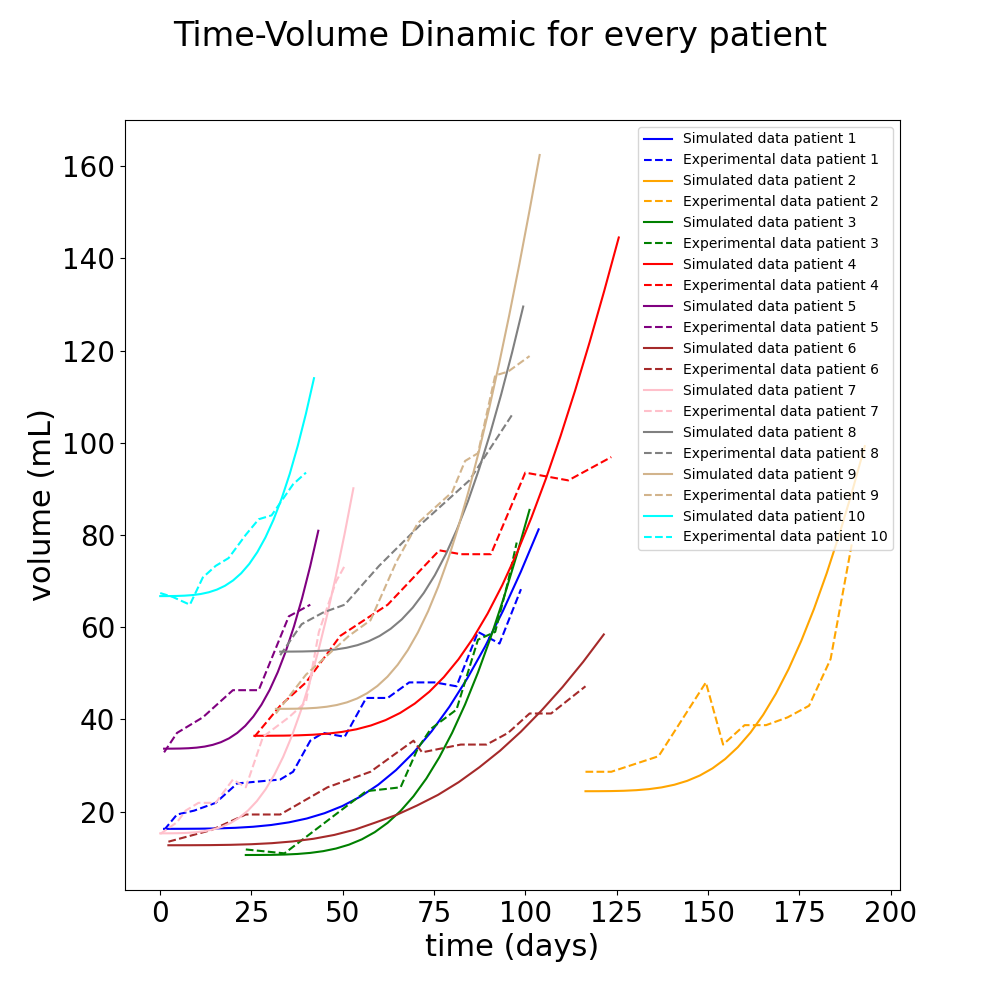 Time-Volume Dinamic for every patient
160
140
120
100
80
60
40
20
volume (mL)
0 25 50 75 100 125 150 175 200
time (days)
Simulated data patient 1
Experimental data patient 1
Simulated data patient 2
Experimental data patient 2
Simulated data patient 3
Experimental data patient 3
Simulated data patient 4
Experimental data patient 4
Simulated data patient 5
Experimental data patient 5
Simulated data patient 6
Experimental data patient 6
Simulated data patient 7
Experimental data patient 7
Simulated data patient 8
Experimental data patient 8
Simulated data patient 9
Experimental data patient 9
Simulated data patient 10
Experimental data patient 10